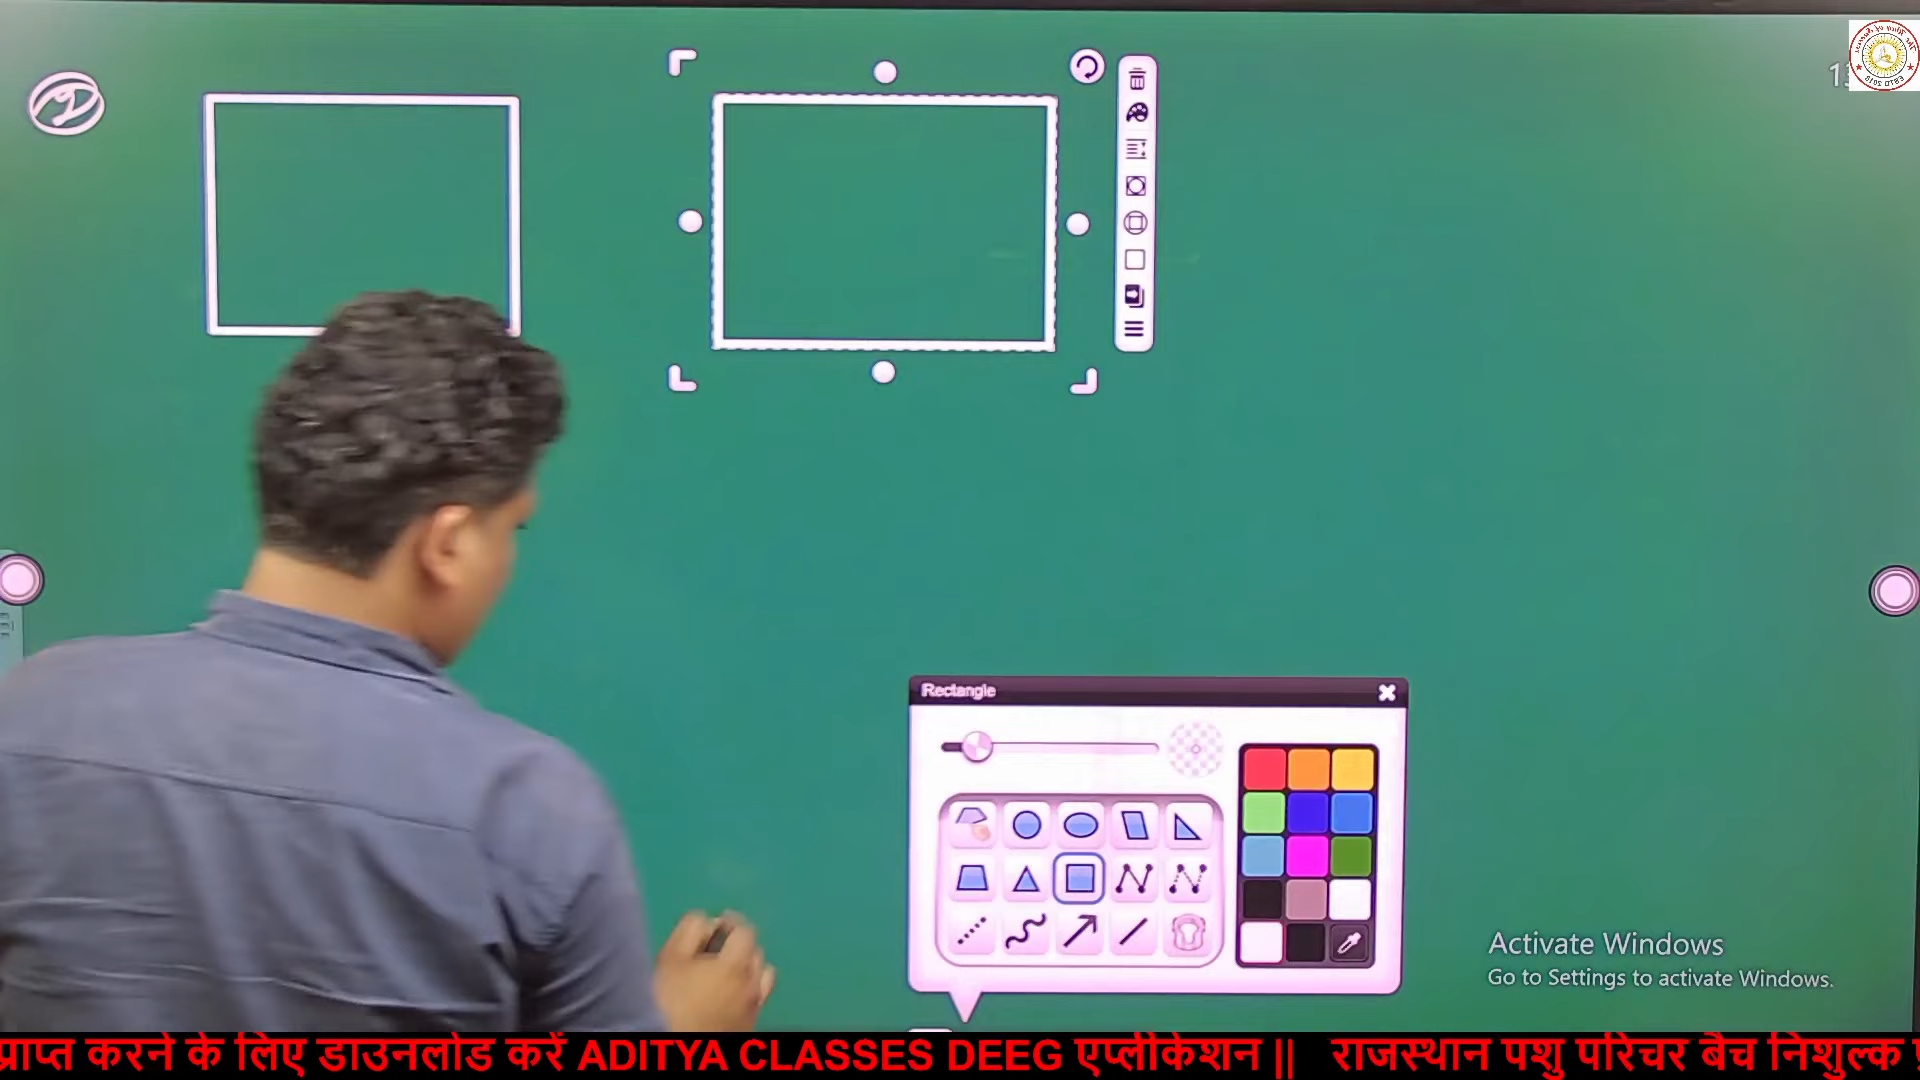 Rectangle
Activate Windows
Go to Settings to activate Windows.
प्राप्त करने के लिए डाउनलोड करें ADITYA CLASSES DEEG एप्लीकेशन || राजस्थान पशु परिचर बैच निशुल्क